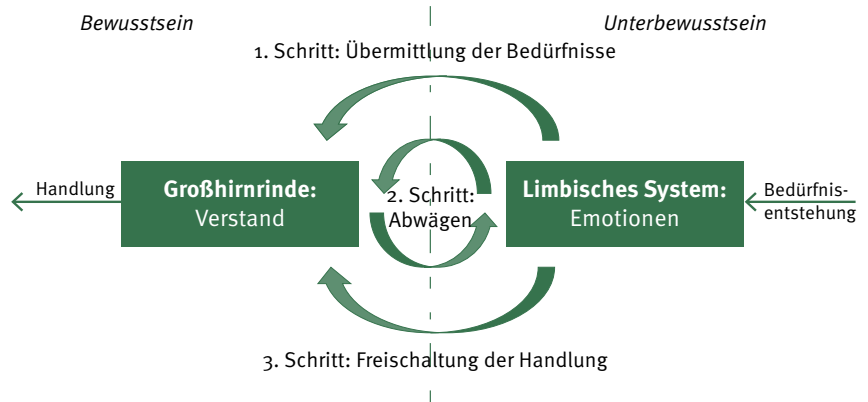 Bewusstsein
Unterbewusstsein
1. Schritt: Übermittlung der Bedürfnisse
Handlung
Großhirnrinde:
Verstand
2. Schritt:
Abwägen
Limbisches System:
Emotionen
Bedürfnis-
entstehung
3. Schritt: Freischaltung der Handlung